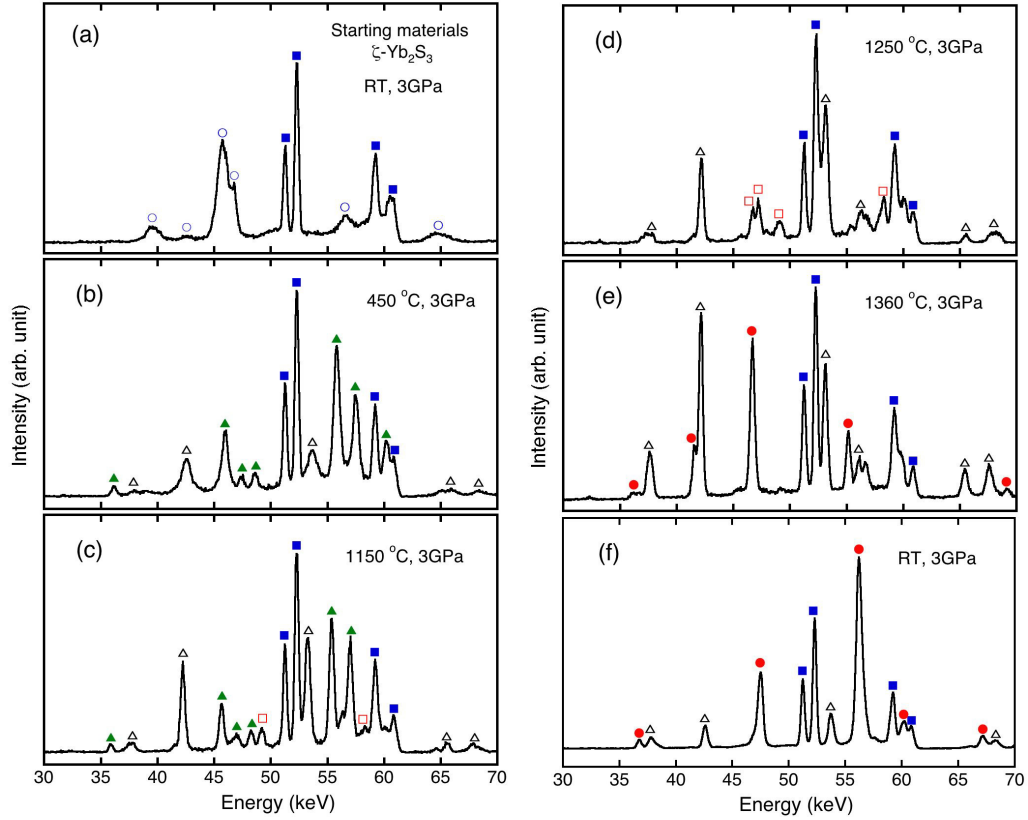 (a)
Starting materials
ζ-Yb₂S₃
RT, 3GPa
(b)
450 °C, 3GPa
(c)
1150 °C, 3GPa
30 35 40 45 50 55 60 65 70
Energy (keV)
Intensity (arb. unit)
(d)
1250 °C, 3GPa
(e)
1360 °C, 3GPa
(f)
RT, 3GPa
30 35 40 45 50 55 60 65 70
Energy (keV)
Intensity (arb. unit)